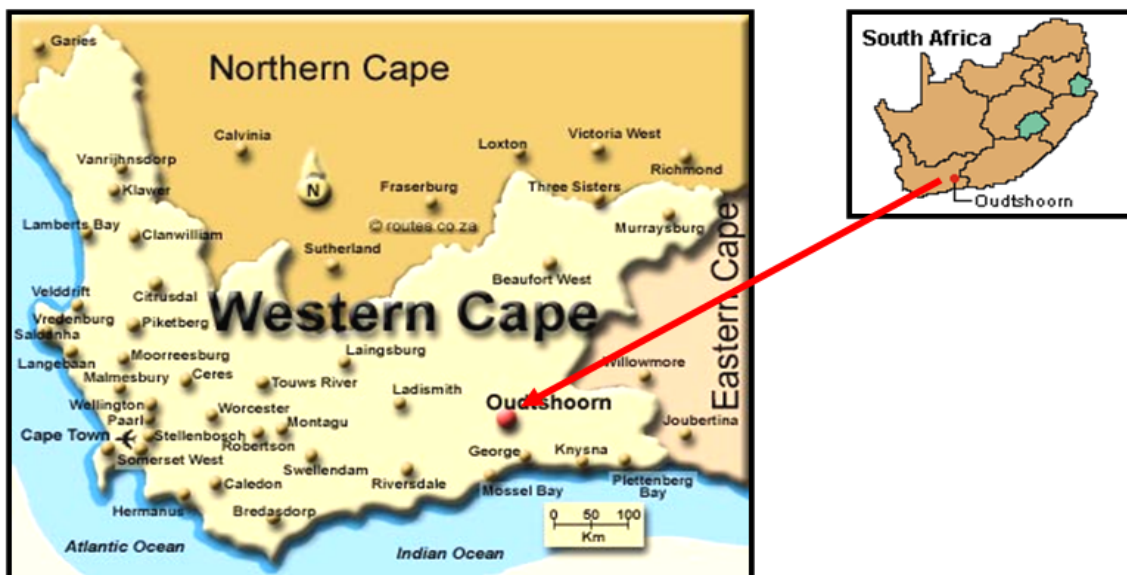 Garies
Northern Cape
Calvinia
Loxton
Victoria West
Richmond
Vanrijhnsdorp
Klawer
N
Fraserburg
Three Sisters
© routes.co.za
Murraysburg
Lamberts Bay
Clanwilliam
Sutherland
Beaufort West
Eastern Cape
Velddrift
Citrusdal
Western Cape
Vredenburg
Piketberg
Saldanha
Langebaan
Moorreesburg
Laingsburg
Willowmore
Malmesbury
Ceres
Touws River
Ladismith
Oudtshoorn
Wellington
Paarl
Worcester
Montagu
Joubertina
Cape Town
Stellenbosch
Robertson
George
Knysna
Somerset West
Swellendam
Riversdale
Mossel Bay
Plettenberg
Bay
Caledon
Hermanus
Bredasdorp
0 50 100
Km
Atlantic Ocean
Indian Ocean
South Africa
Oudtshoorn